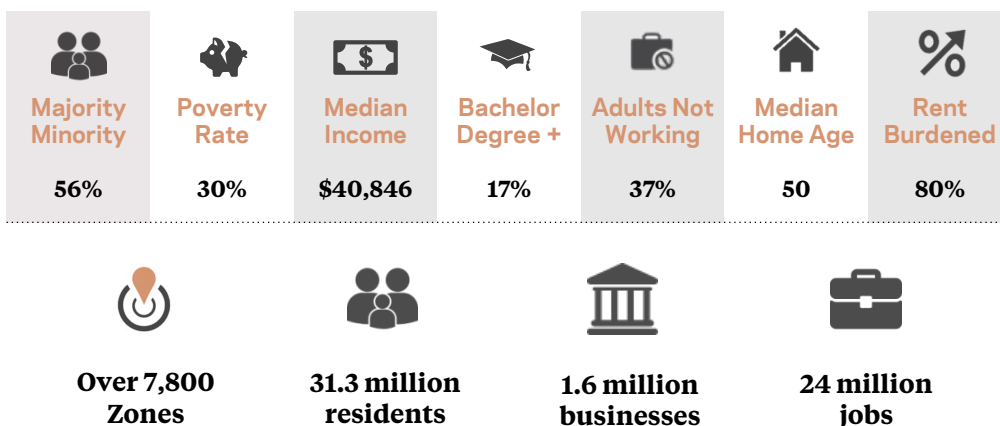 Majority Minority
56%
Poverty Rate
30%
$
Median Income
$40,846
Bachelor Degree +
17%
Adults Not Working
37%
Median Home Age
50
%
Rent Burdened
80%
Over 7,800
Zones
31.3 million
residents
1.6 million
businesses
24 million
jobs